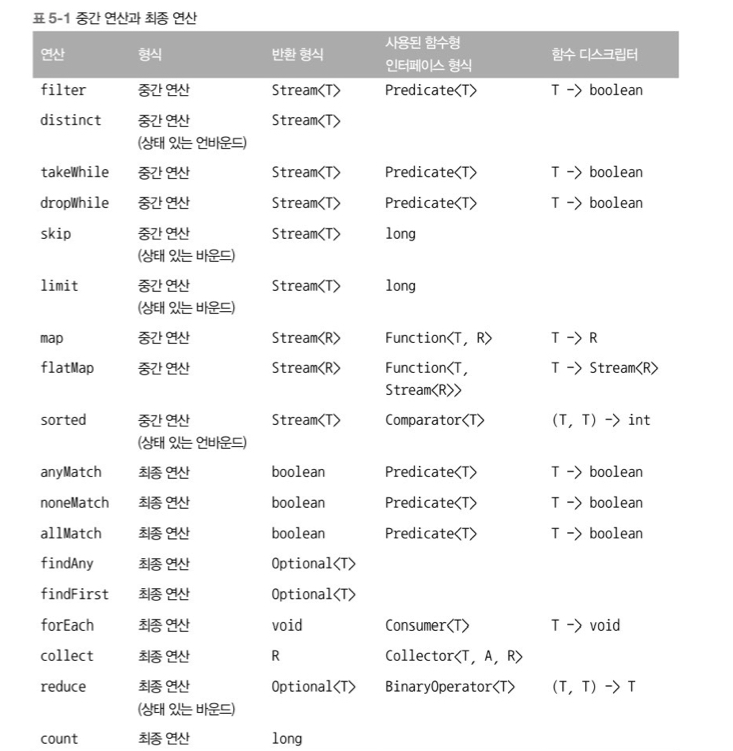 표 5-1 중간 연산과 최종 연산
연산 형식 반환 형식 사용된 함수형 인터페이스 형식 함수 디스크립터
filter 중간 연산 Stream<T> Predicate<T> T -> boolean
distinct 중간 연산 Stream<T>
(상태 있는 언바운드)
takeWhile 중간 연산 Stream<T> Predicate<T> T -> boolean
dropWhile 중간 연산 Stream<T> Predicate<T> T -> boolean
skip 중간 연산 Stream<T> long
(상태 있는 바운드)
limit 중간 연산 Stream<T> long
(상태 있는 바운드)
map 중간 연산 Stream<R> Function<T, R> T -> R
flatMap 중간 연산 Stream<R> Function<T, T -> Stream<R>
Stream<R>>
sorted 중간 연산 Stream<T> Comparator<T> (T, T) -> int
(상태 있는 언바운드)
anyMatch 최종 연산 boolean Predicate<T> T -> boolean
noneMatch 최종 연산 boolean Predicate<T> T -> boolean
allMatch 최종 연산 boolean Predicate<T> T -> boolean
findAny 최종 연산 Optional<T>
findFirst 최종 연산 Optional<T>
forEach 최종 연산 void Consumer<T> T -> void
collect 최종 연산 R Collector<T, A, R>
reduce 최종 연산 Optional<T> BinaryOperator<T> (T, T) -> T
(상태 있는 바운드)
count 최종 연산 long